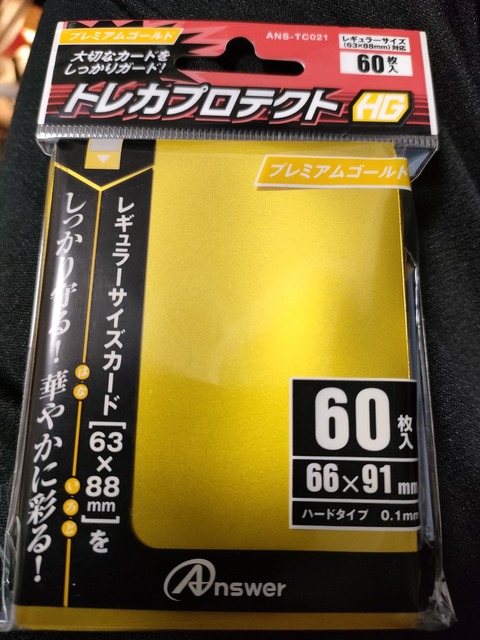 プレミアムゴールド
ANS-TC021
レギュラーサイズ
(63×88mm)対応
60枚入
大切なカードを
しっかりガード!
トレカプロテクト HG
プレミアムゴールド
レギュラーサイズカード[63×88mm]を
しっかり守る!華やかに彩る!
はな
いろど
60枚入
66×91mm
ハードタイプ 0.1mm
Answer